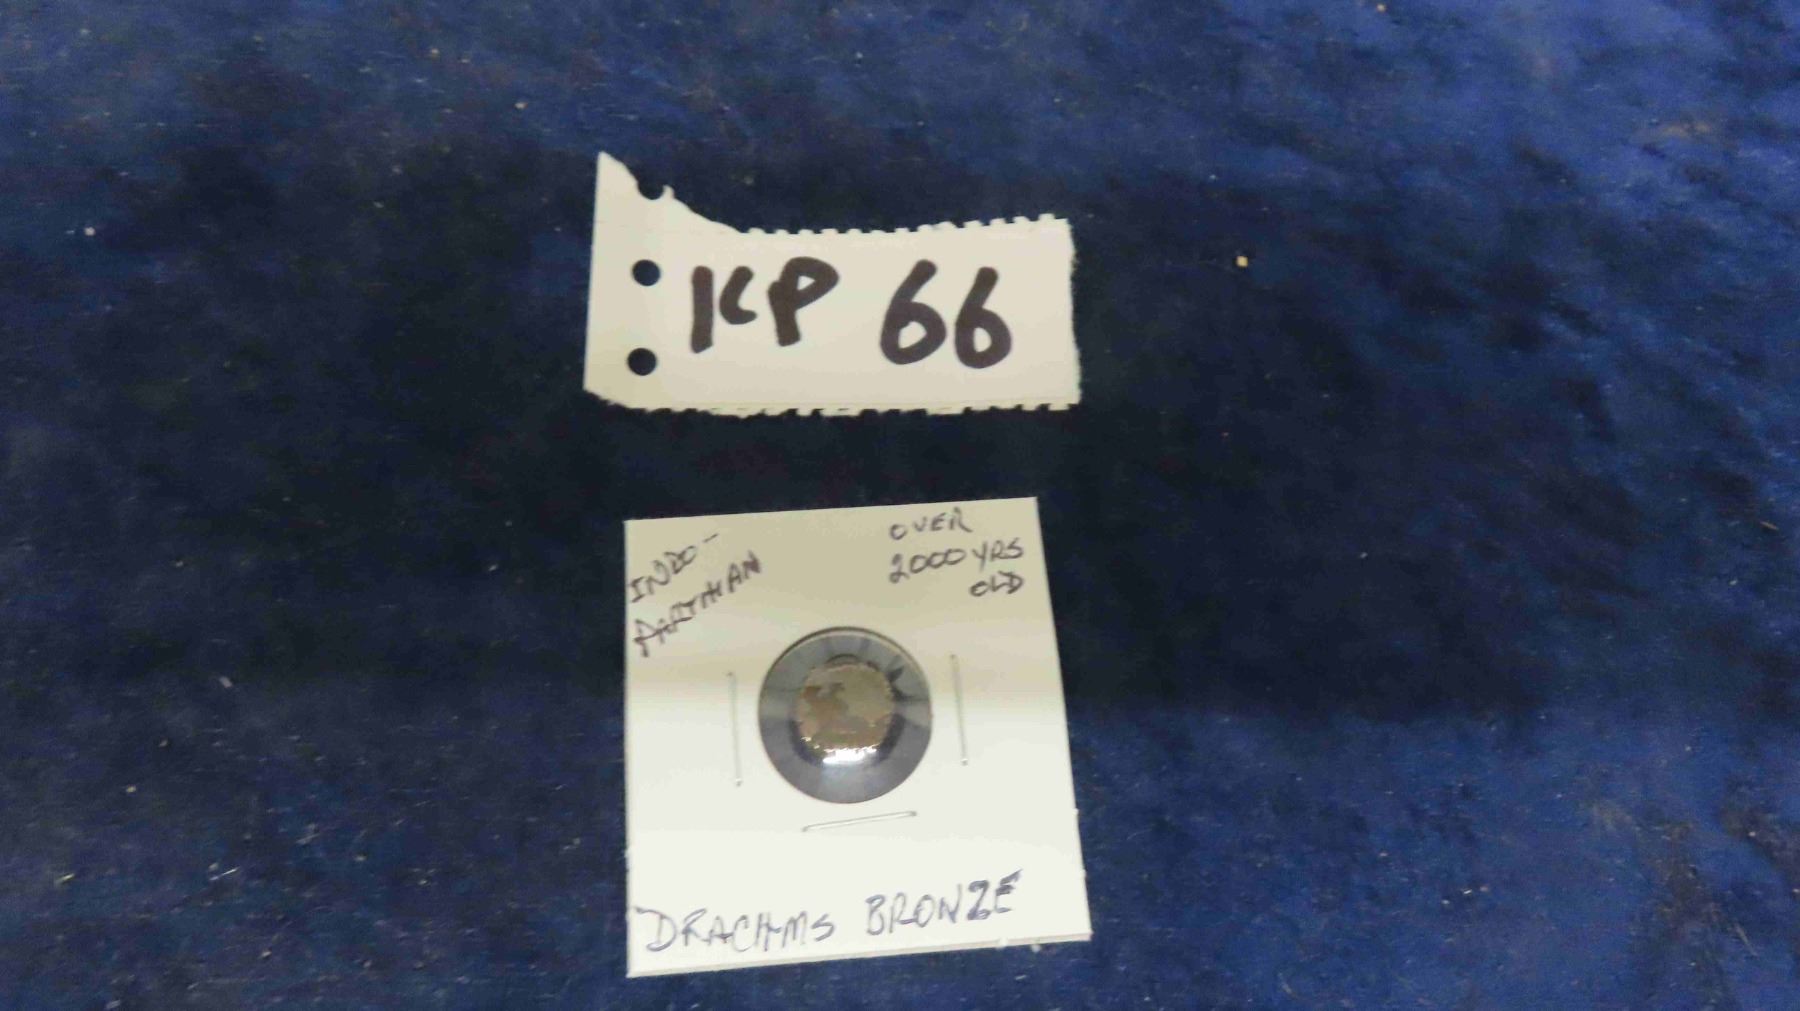 KP 66
INDO-
PARTHIAN
OVER
2000 YRS
OLD
DRACHMS BRONZE